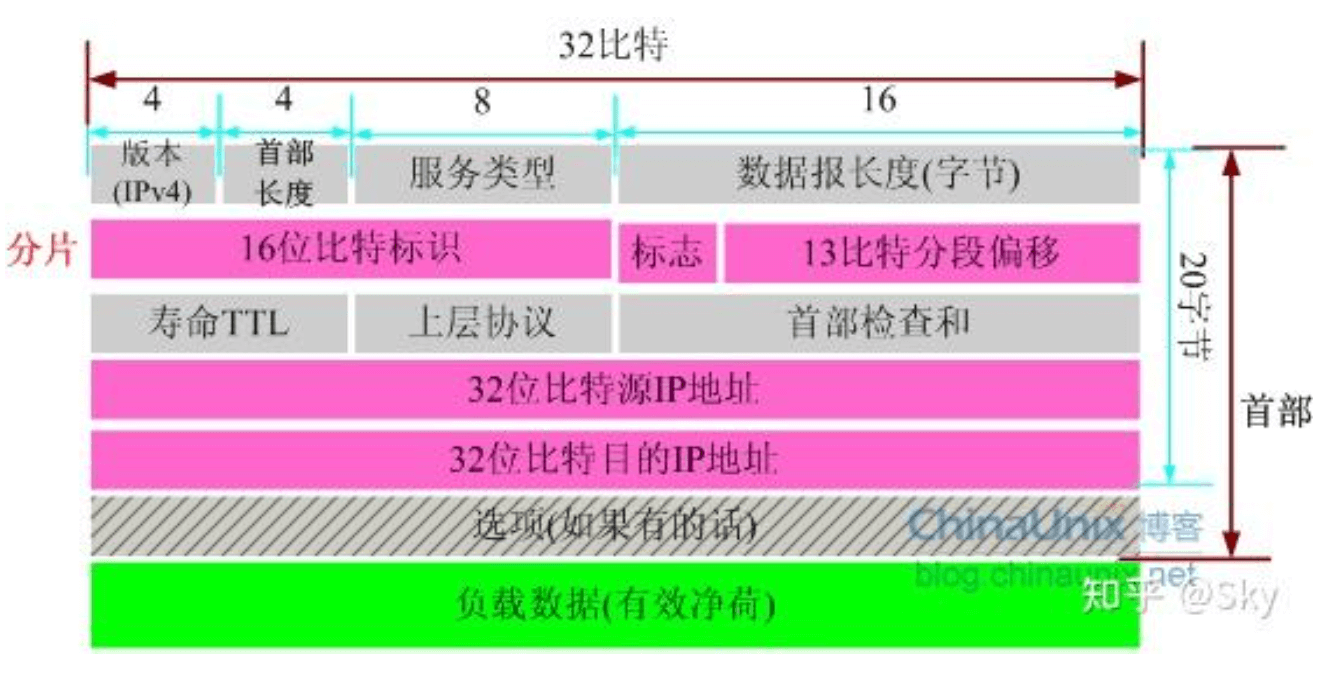 32比特
4 4 8 16
版本
(IPv4)
首部
长度
服务类型
数据报长度(字节)
分片
16位比特标识
标志
13比特分段偏移
寿命TTL
上层协议
首部检查和
20字节
32位比特源IP地址
首部
32位比特目的IP地址
选项(如果有的话)
ChinaUnix 博客
blog.chinaunix.net
负载数据(有效净荷)
知乎 @Sky